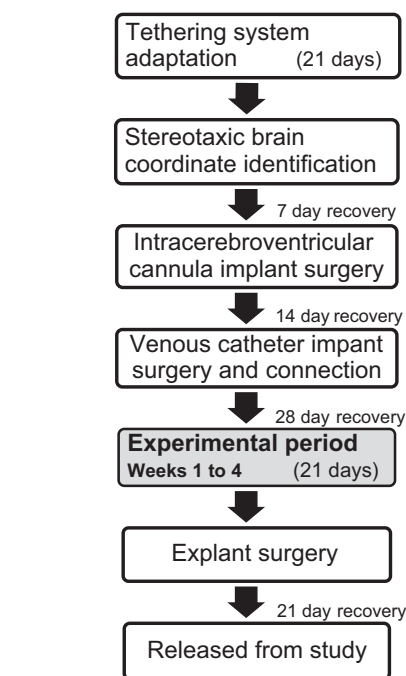 Tethering system
adaptation (21 days)
Stereotaxic brain
coordinate identification
7 day recovery
Intracerebroventricular
cannula implant surgery
14 day recovery
Venous catheter impant
surgery and connection
28 day recovery
Experimental period
Weeks 1 to 4 (21 days)
Explant surgery
21 day recovery
Released from study